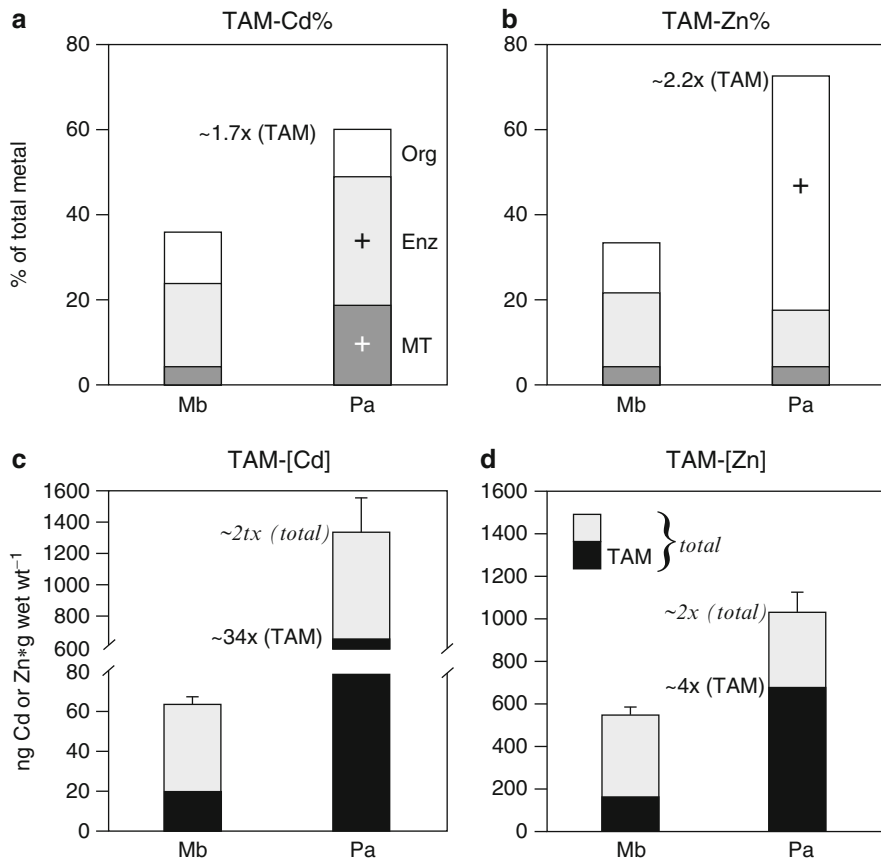 a
TAM-Cd%
80
60
40
20
0
% of total metal
~1.7x (TAM)
Org
Enz
MT
+
+
Mb
Pa
b
TAM-Zn%
80
60
40
20
0
~2.2x (TAM)
+
Mb
Pa
c
TAM-[Cd]
1600
1400
1200
1000
800
600
80
60
40
20
0
ng Cd or Zn*g wet wt⁻¹
~2tx (total)
~34x (TAM)
Mb
Pa
d
TAM-[Zn]
1600
1400
1200
1000
800
600
400
200
0
TAM } total
~2x (total)
~4x (TAM)
Mb
Pa